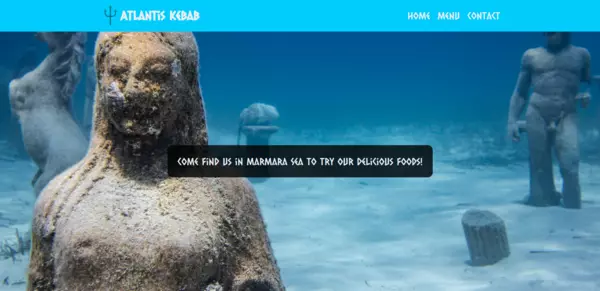 ATLANTIS KEBAB
HOME MENU CONTACT
COME FIND US IN MARMARA SEA TO TRY OUR DELICIOUS FOODS!